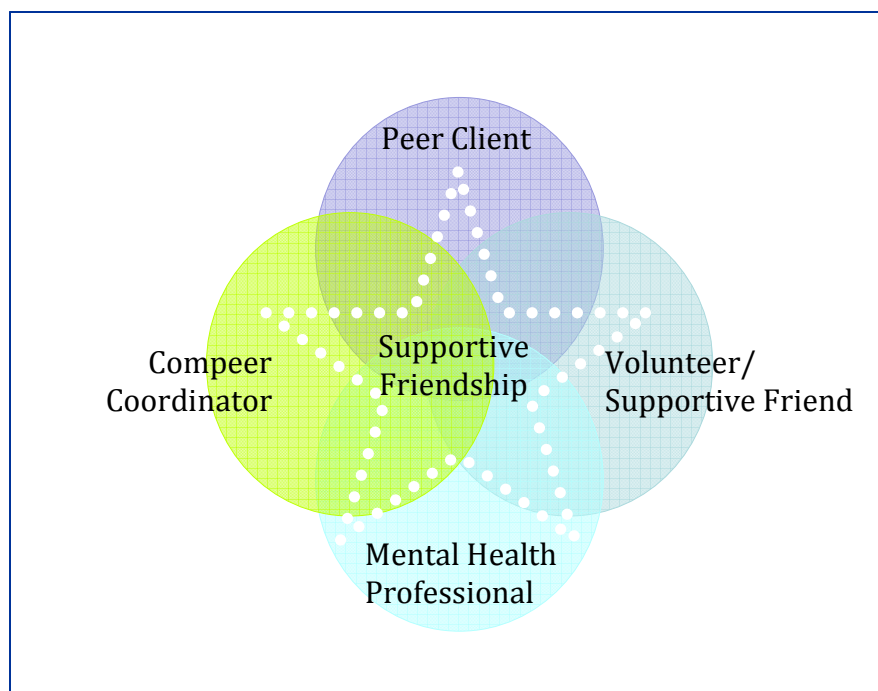 Peer Client
Supportive
Friendship
Compeer
Coordinator
Volunteer/
Supportive Friend
Mental Health
Professional